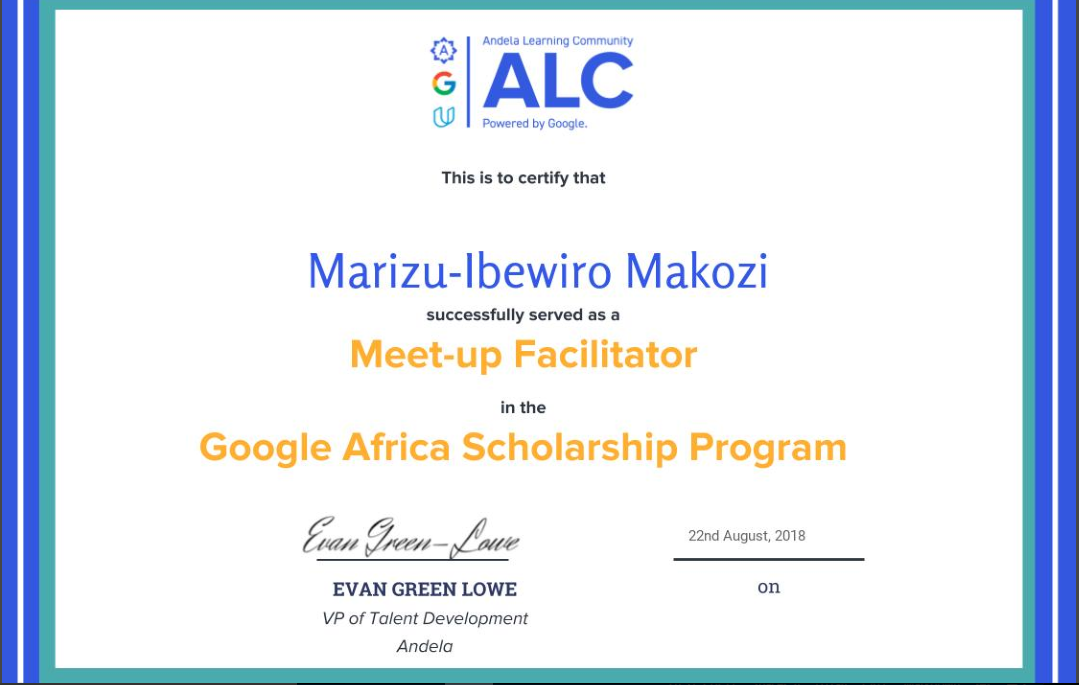 Andela Learning Community
ALC
Powered by Google.
This is to certify that
Marizu-Ibewiro Makozi
successfully served as a
Meet-up Facilitator
in the
Google Africa Scholarship Program
Evan Green-Lowe
22nd August, 2018
EVAN GREEN LOWE
on
VP of Talent Development
Andela